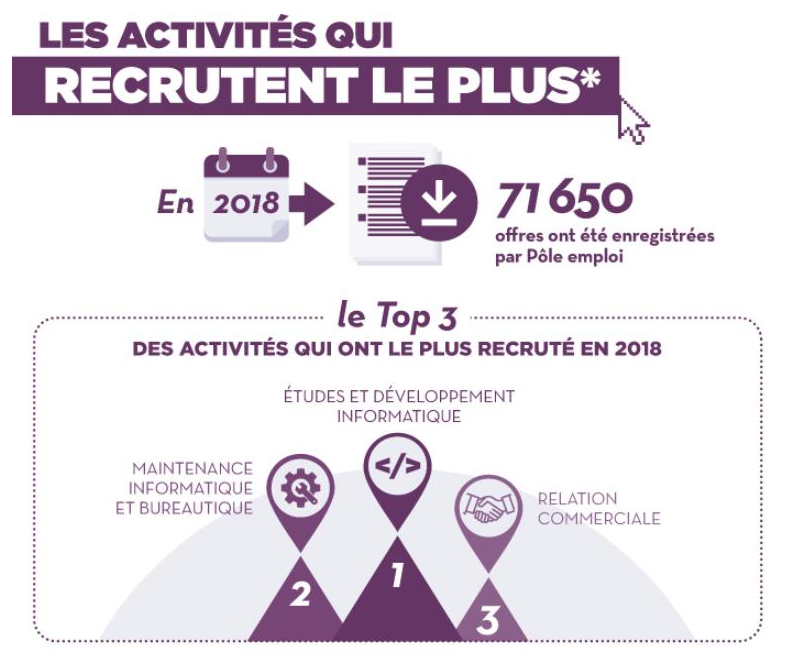 LES ACTIVITÉS QUI
RECRUTENT LE PLUS*
En 2018
71 650
offres ont été enregistrées
par Pôle emploi
le Top 3
DES ACTIVITÉS QUI ONT LE PLUS RECRUTÉ EN 2018
ÉTUDES ET DÉVELOPPEMENT
INFORMATIQUE
</>
MAINTENANCE
INFORMATIQUE
ET BUREAUTIQUE
RELATION
COMMERCIALE
2
1
3